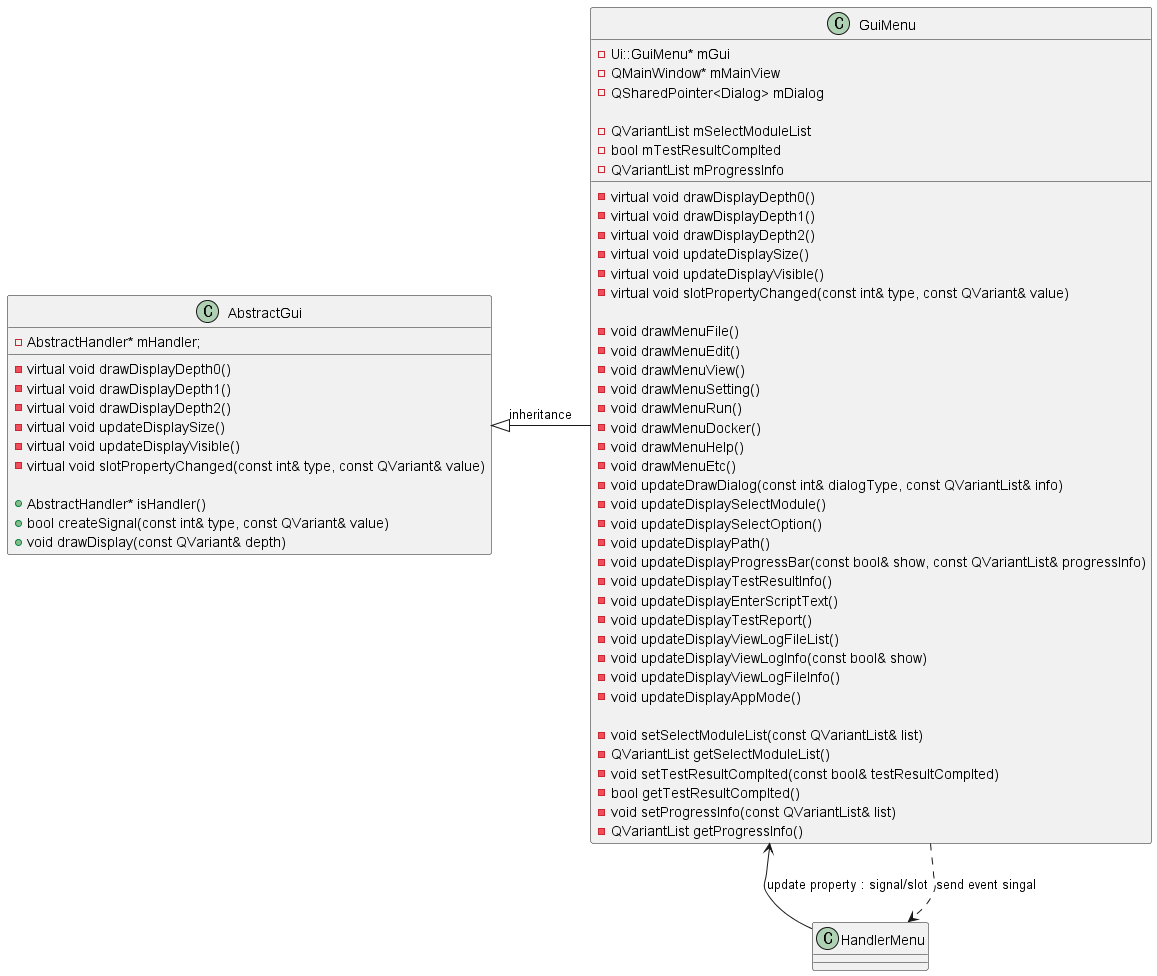 C GuiMenu
Ui::GuiMenu* mGui
QMainWindow* mMainView
QSharedPointer<Dialog> mDialog
QVariantList mSelectModuleList
bool mTestResultComplted
QVariantList mProgressInfo
virtual void drawDisplayDepth0()
virtual void drawDisplayDepth1()
virtual void drawDisplayDepth2()
virtual void updateDisplaySize()
virtual void updateDisplayVisible()
virtual void slotPropertyChanged(const int& type, const QVariant& value)
void drawMenuFile()
void drawMenuEdit()
void drawMenuView()
void drawMenuSetting()
void drawMenuRun()
void drawMenuDocker()
void drawMenuHelp()
void drawMenuEtc()
void updateDrawDialog(const int& dialogType, const QVariantList& info)
void updateDisplaySelectModule()
void updateDisplaySelectOption()
void updateDisplayPath()
void updateDisplayProgressBar(const bool& show, const QVariantList& progressInfo)
void updateDisplayTestResultInfo()
void updateDisplayEnterScriptText()
void updateDisplayTestReport()
void updateDisplayViewLogFileList()
void updateDisplayViewLogInfo(const bool& show)
void updateDisplayViewLogFileInfo()
void updateDisplayAppMode()
void setSelectModuleList(const QVariantList& list)
QVariantList getSelectModuleList()
void setTestResultComplted(const bool& testResultComplted)
bool getTestResultComplted()
void setProgressInfo(const QVariantList& list)
QVariantList getProgressInfo()
C AbstractGui
AbstractHandler* mHandler;
virtual void drawDisplayDepth0()
virtual void drawDisplayDepth1()
virtual void drawDisplayDepth2()
virtual void updateDisplaySize()
virtual void updateDisplayVisible()
virtual void slotPropertyChanged(const int& type, const QVariant& value)
AbstractHandler* isHandler()
bool createSignal(const int& type, const QVariant& value)
void drawDisplay(const QVariant& depth)
inheritance
update property : signal/slot
send event singal
C HandlerMenu